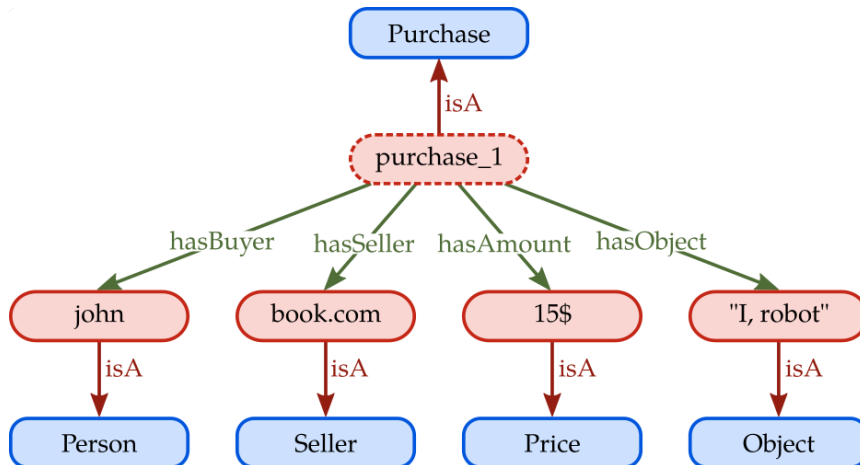 Purchase
isA
purchase_1
hasBuyer hasSeller hasAmount hasObject
john book.com 15$ "I, robot"
isA isA isA isA
Person Seller Price Object